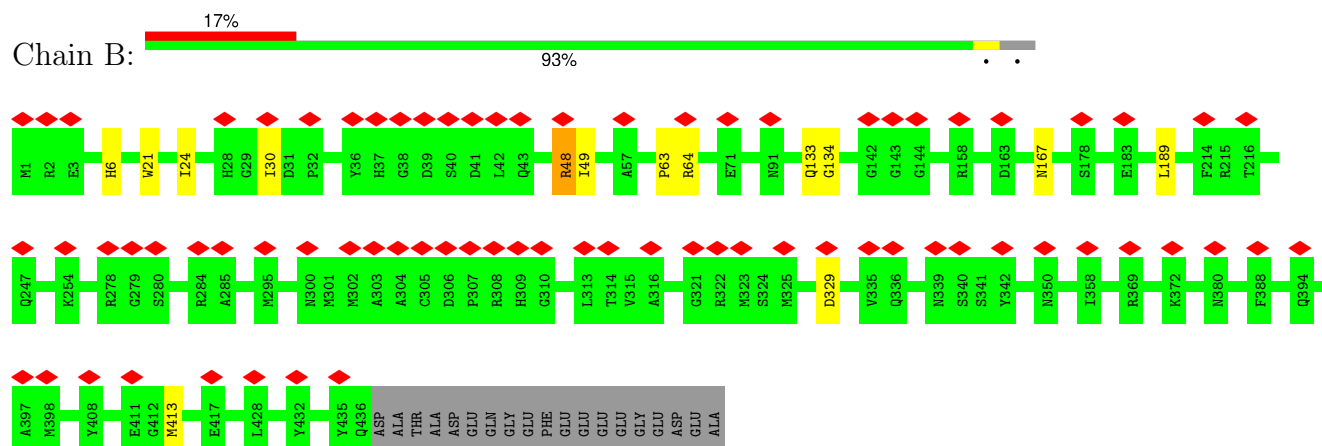 17%
Chain B:
93%
M1 R2 E3 H6 W21 I24 H28 G29 I30 D31 P32 Y36 H37 G38 D39 S40 D41 L42 Q43 R48 I49 A57 P63 R64 E71 N91 Q133 G134 G142 G143 G144 R158 D163 N167 S178 E183 L189 F214 R215 T216
Q247 K254 R278 G279 S280 R284 A285 M295 N300 M301 M302 A303 A304 C305 D306 P307 R308 H309 G310 L313 T314 V315 A316 G321 R322 M323 S324 M325 D329 V335 Q336 N339 S340 S341 Y342 N350 I358 R369 K372 N380 F388 Q394
A397 M398 Y408 E411 G412 M413 E417 L428 Y432 Y435 Q436 ASP ALA THR ALA ASP GLU GLN GLY GLU PHE GLU GLU GLU GLU GLY GLU ASP GLU ALA